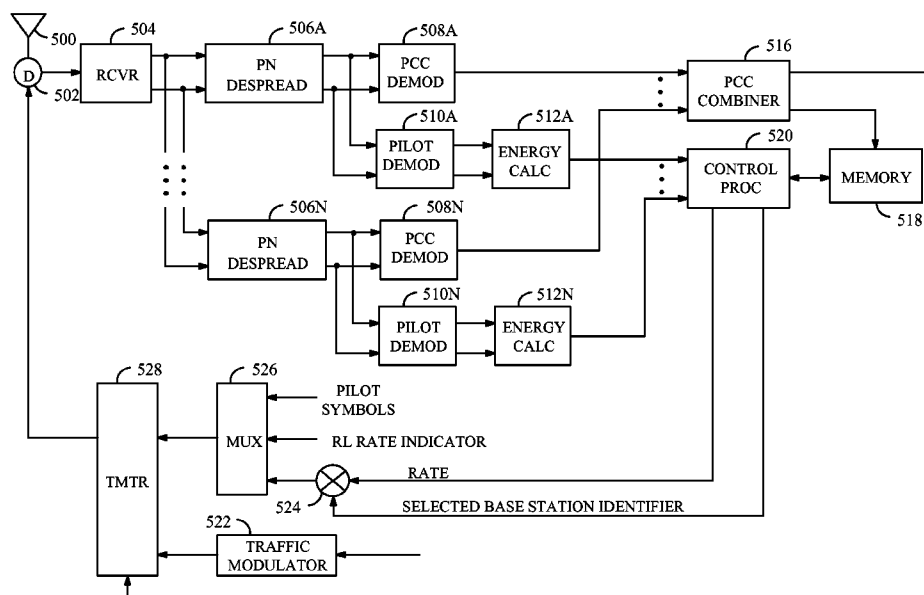 500
504
RCVR
D
502
506A
PN
DESPREAD
508A
PCC
DEMOD
510A
PILOT
DEMOD
512A
ENERGY
CALC
516
PCC
COMBINER
520
CONTROL
PROC
MEMORY
518
506N
PN
DESPREAD
508N
PCC
DEMOD
510N
PILOT
DEMOD
512N
ENERGY
CALC
528
TMTR
526
MUX
PILOT
SYMBOLS
RL RATE INDICATOR
RATE
524
SELECTED BASE STATION IDENTIFIER
522
TRAFFIC
MODULATOR